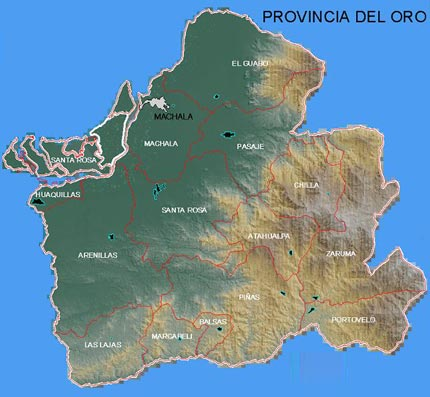 PROVINCIA DEL ORO
EL GUABO
MACHALA
MACHALA
PASAJE
SANTA ROSA
CHILLA
HUAQUILLAS
SANTA ROSA
ATAHUALPA
ARENILLAS
ZARUMA
PIÑAS
PORTOVELO
BALSAS
MARCABELI
LAS LAJAS